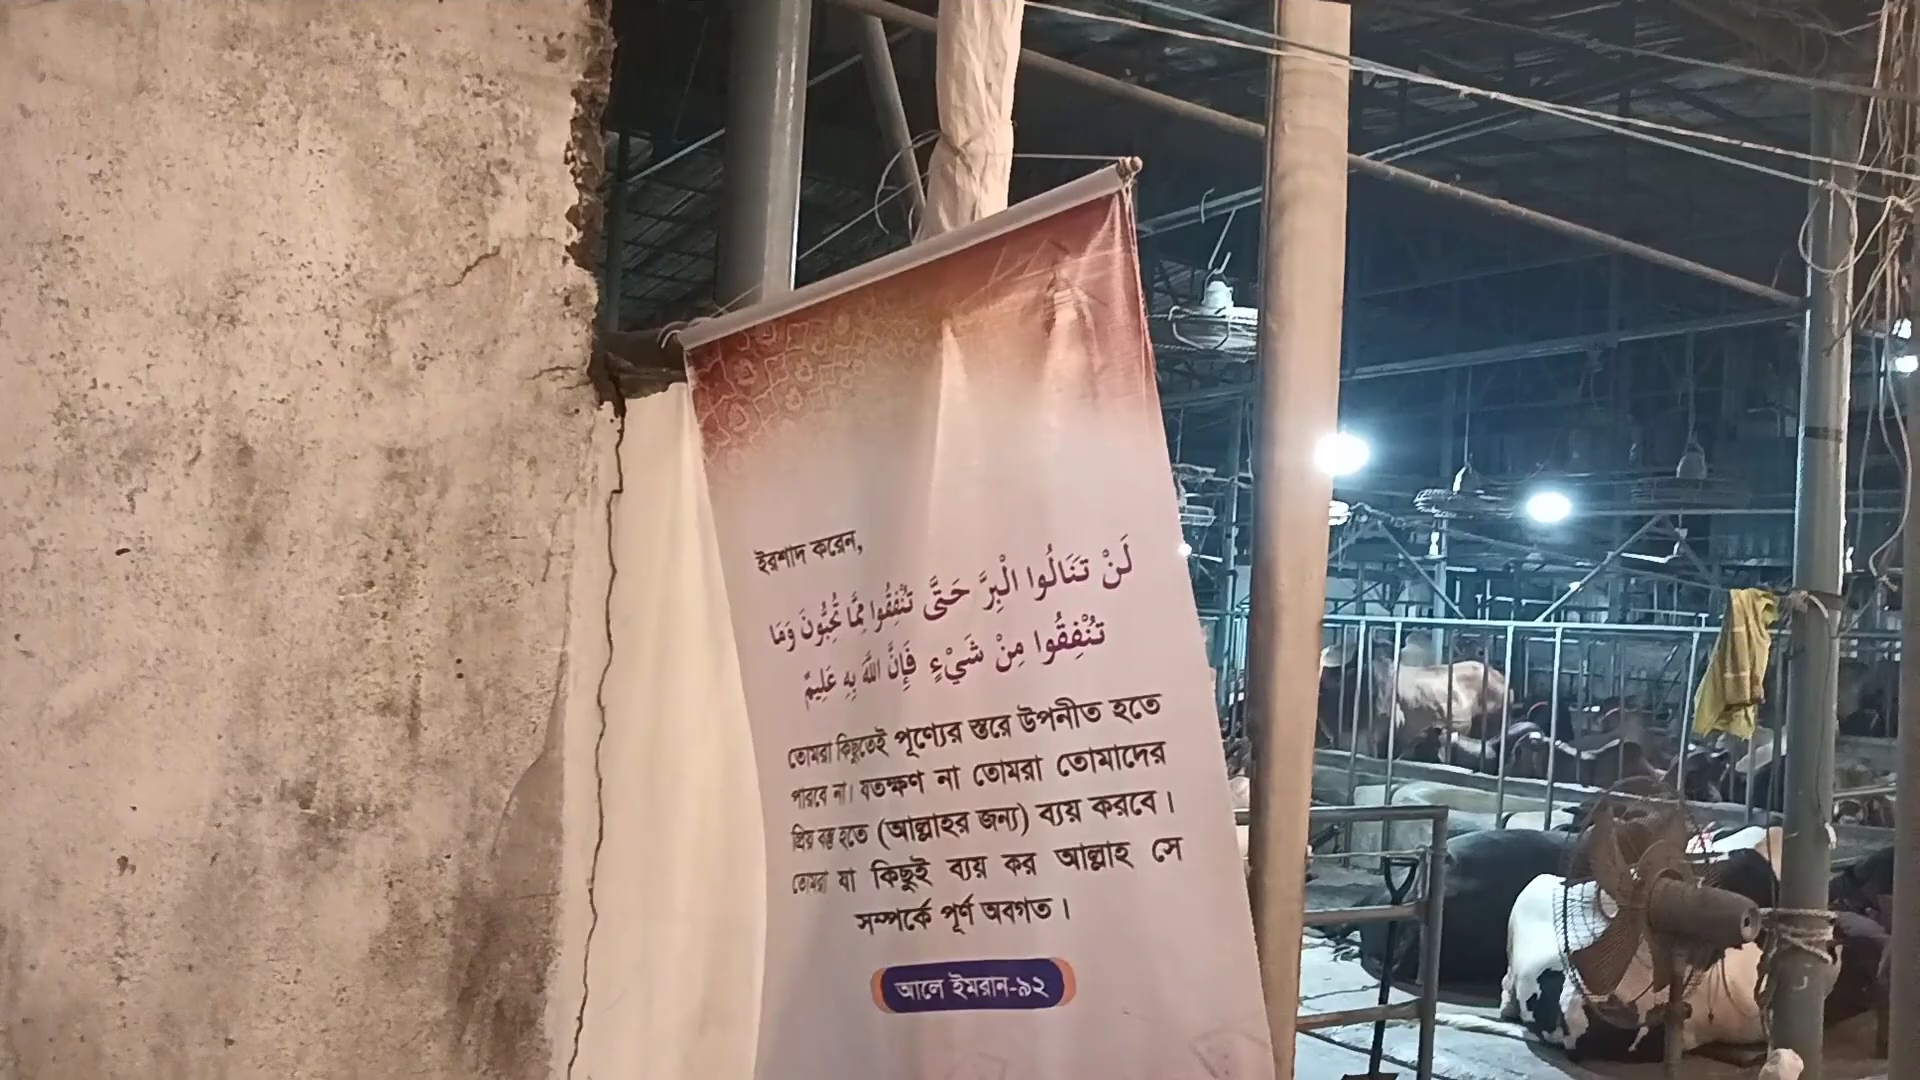 ইরশাদ করেন,
لَنْ تَنَالُوا الْبِرَّ حَتَّى تُنْفِقُوا مِمَّا تُحِبُّونَ وَمَا
تُنْفِقُوا مِنْ شَيْءٍ فَإِنَّ اللَّهَ بِهِ عَلِيمٌ
তোমরা কিছুতেই পূণ্যের স্তরে উপনীত হতে
পারবে না। যতক্ষণ না তোমরা তোমাদের
প্রিয় বস্তু হতে (আল্লাহর জন্য) ব্যয় করবে।
তোমরা যা কিছুই ব্যয় কর আল্লাহ সে
সম্পর্কে পূর্ণ অবগত।
আলে ইমরান-৯২